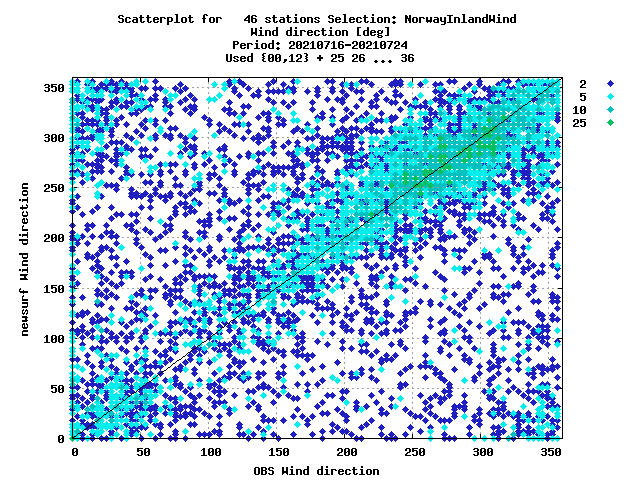 Scatterplot for   46 stations Selection: NorwayInlandWind
Wind direction [deg]
Period: 20210716-20210724
Used {00,12} + 25 26 ... 36
2
5
10
25
350
300
250
200
150
100
50
0
newsurf Wind direction
0 50 100 150 200 250 300 350
OBS Wind direction